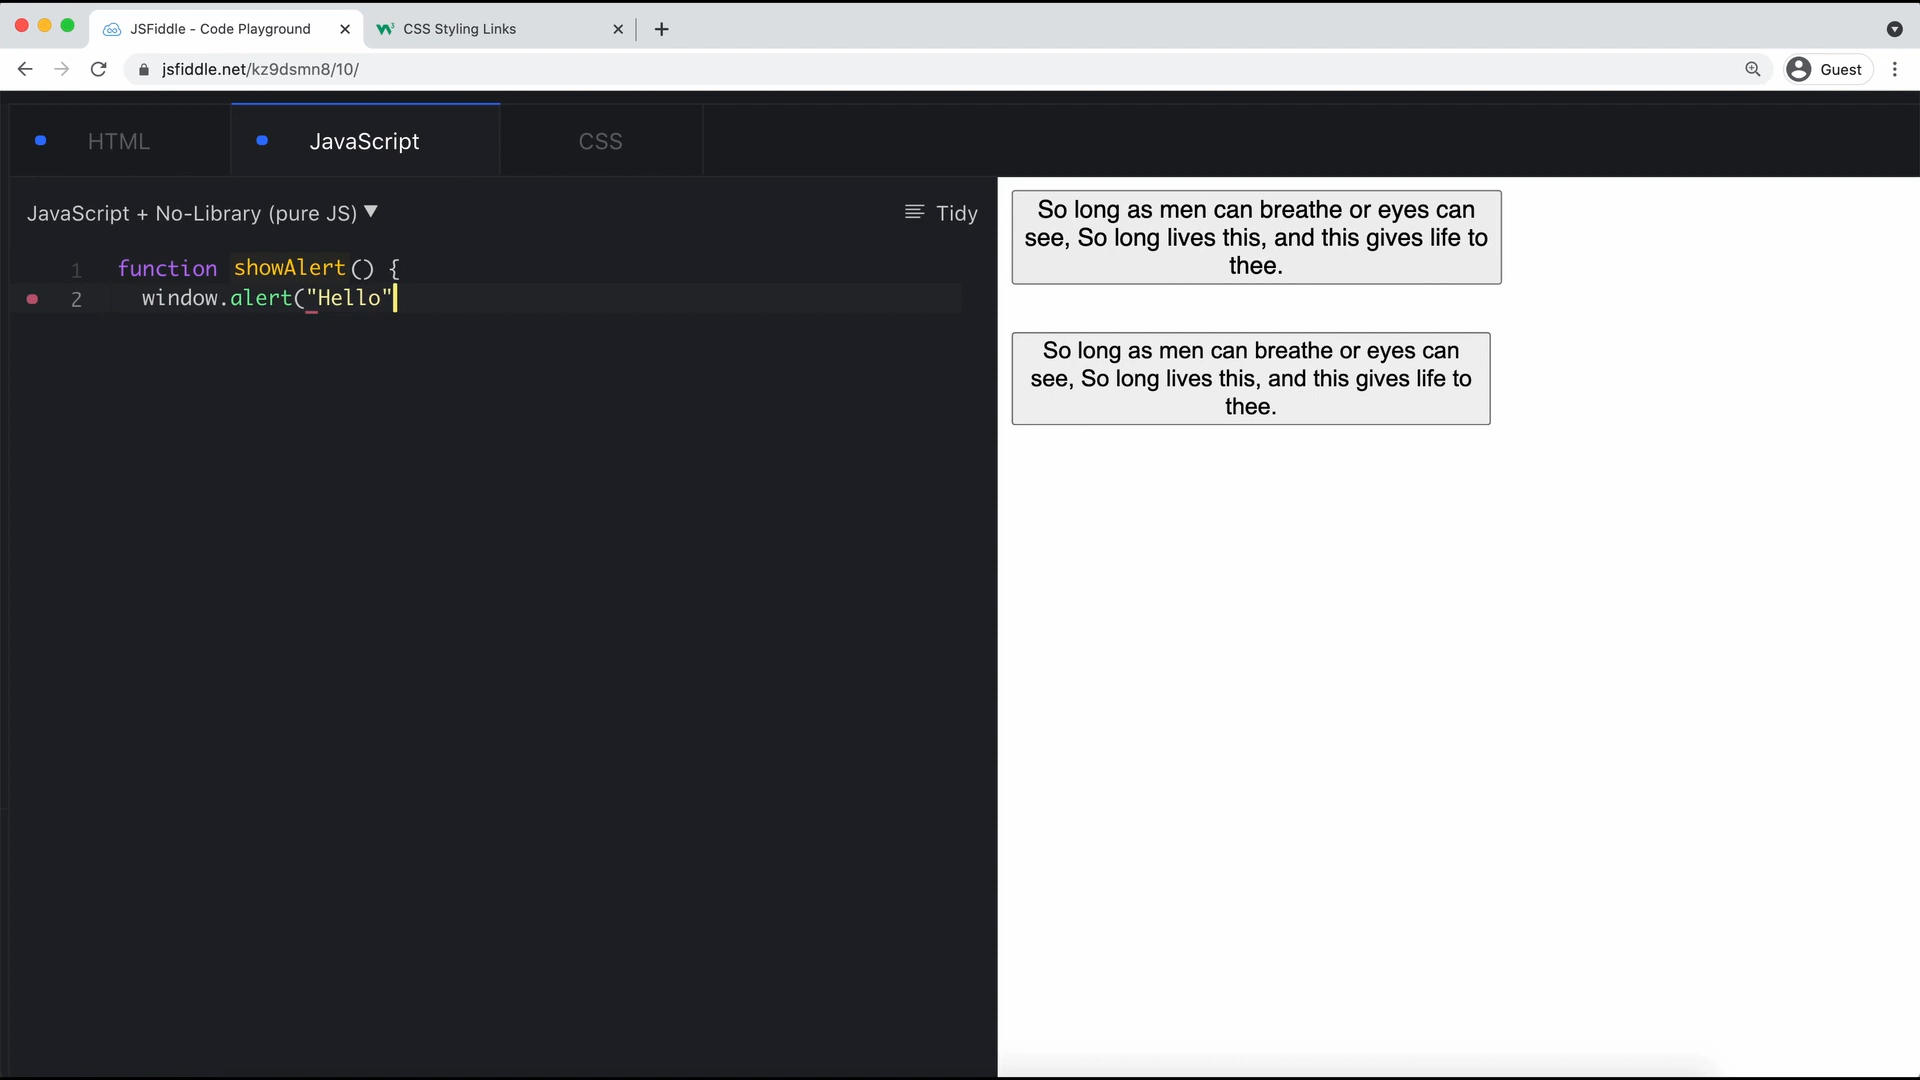 JSFiddle - Code Playground
CSS Styling Links
jsfiddle.net/kz9dsmn8/10/
Guest
HTML
JavaScript
CSS
JavaScript + No-Library (pure JS) ▼
Tidy
1 function showAlert() {
2 window.alert("Hello"
So long as men can breathe or eyes can
see, So long lives this, and this gives life to
thee.
So long as men can breathe or eyes can
see, So long lives this, and this gives life to
thee.